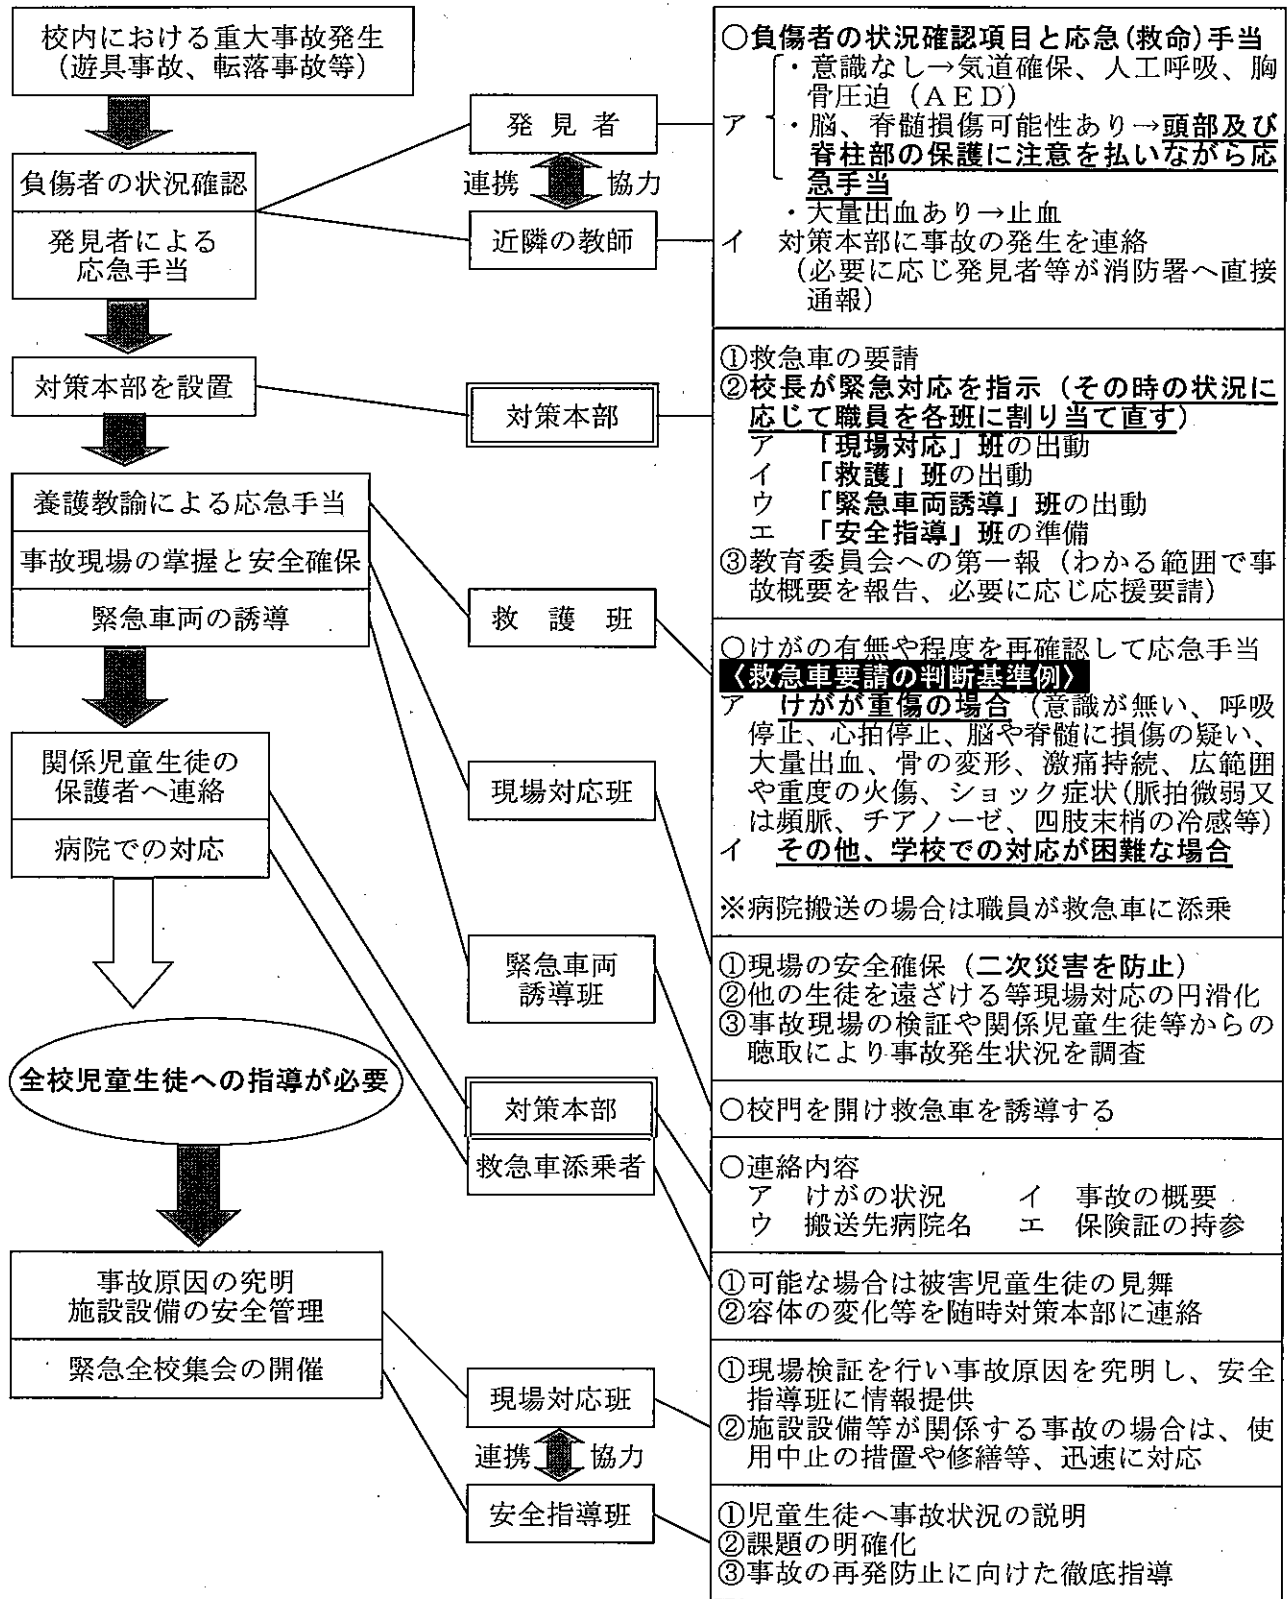 校内における重大事故発生
(遊具事故、転落事故等)
負傷者の状況確認
発見者による
応急手当
対策本部を設置
養護教諭による応急手当
事故現場の掌握と安全確保
緊急車両の誘導
関係児童生徒の
保護者へ連絡
病院での対応
全校児童生徒への指導が必要
事故原因の究明
施設設備の安全管理
緊急全校集会の開催
発見者
連携 協力
近隣の教師
対策本部
救護班
現場対応班
緊急車両
誘導班
対策本部
救急車添乗者
現場対応班
連携 協力
安全指導班
○負傷者の状況確認項目と応急(救命)手当
・意識なし→気道確保、人工呼吸、胸
骨圧迫(AED)
ア ・脳、脊髄損傷可能性あり→頭部及び
脊柱部の保護に注意を払いながら応
急手当
・大量出血あり→止血
イ 対策本部に事故の発生を連絡
(必要に応じ発見者等が消防署へ直接
通報)
①救急車の要請
②校長が緊急対応を指示(その時の状況に
応じて職員を各班に割り当て直す)
ア 「現場対応」班の出動
イ 「救護」班の出動
ウ 「緊急車両誘導」班の出動
エ 「安全指導」班の準備
③教育委員会への第一報(わかる範囲で事
故概要を報告、必要に応じ応援要請)
○けがの有無や程度を再確認して応急手当
〈救急車要請の判断基準例〉
ア けがが重傷の場合(意識が無い、呼吸
停止、心拍停止、脳や脊髄に損傷の疑い、
大量出血、骨の変形、激痛持続、広範囲
や重度の火傷、ショック症状(脈拍微弱又
は頻脈、チアノーゼ、四肢末梢の冷感等)
イ その他、学校での対応が困難な場合
※病院搬送の場合は職員が救急車に添乗
①現場の安全確保(二次災害を防止)
②他の生徒を遠ざける等現場対応の円滑化
③事故現場の検証や関係児童生徒等からの
聴取により事故発生状況を調査
○校門を開け救急車を誘導する
○連絡内容
ア けがの状況 イ 事故の概要
ウ 搬送先病院名 エ 保険証の持参
①可能な場合は被害児童生徒の見舞
②容体の変化等を随時対策本部に連絡
①現場検証を行い事故原因を究明し、安全
指導班に情報提供
②施設設備等が関係する事故の場合は、使
用中止の措置や修繕等、迅速に対応
①児童生徒へ事故状況の説明
②課題の明確化
③事故の再発防止に向けた徹底指導